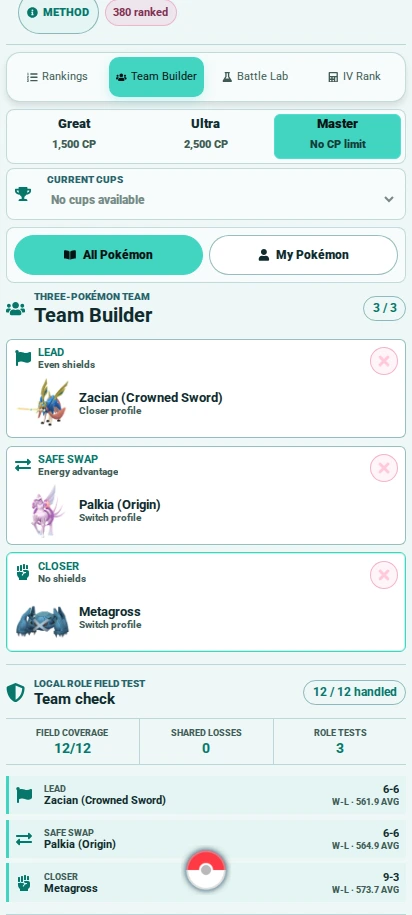 METHOD
380 ranked
Rankings
Team Builder
Battle Lab
IV Rank
Great
1,500 CP
Ultra
2,500 CP
Master
No CP limit
CURRENT CUPS
No cups available
All Pokémon
My Pokémon
THREE-POKÉMON TEAM
Team Builder
3 / 3
LEAD
Even shields
Zacian (Crowned Sword)
Closer profile
SAFE SWAP
Energy advantage
Palkia (Origin)
Switch profile
CLOSER
No shields
Metagross
Switch profile
LOCAL ROLE FIELD TEST
Team check
12 / 12 handled
FIELD COVERAGE
12/12
SHARED LOSSES
0
ROLE TESTS
3
LEAD
Zacian (Crowned Sword)
6-6
W-L · 561.9 AVG
SAFE SWAP
Palkia (Origin)
6-6
W-L · 564.9 AVG
CLOSER
Metagross
9-3
W-L · 573.7 AVG